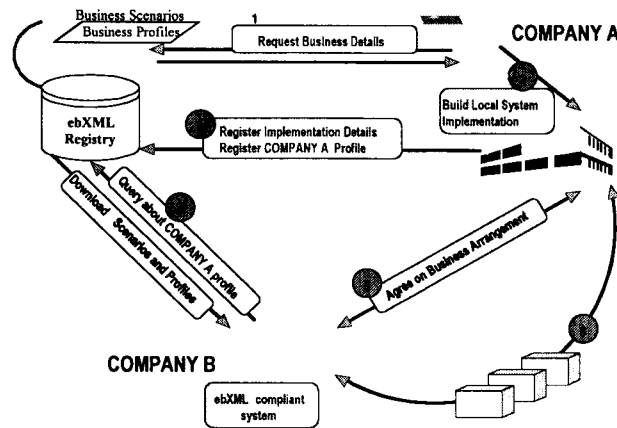 Business Scenarios
Business Profiles
1
Request Business Details
COMPANY A
Build Local System
Implementation
ebXML
Registry
Register Implementation Details
Register COMPANY A Profile
Query about COMPANY A profile
Download Scenarios and Profiles
Agree on Business Arrangement
COMPANY B
ebXML compliant
system